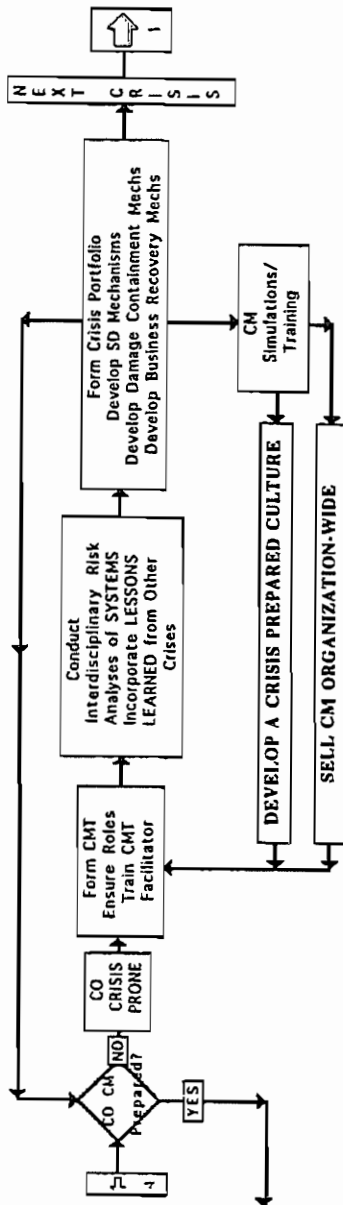 CO CM
Prepared?
NO
YES
CO
CRISIS
PRONE
Form CMT
Ensure Roles
Train CMT
Facilitator
Conduct
Interdisciplinary Risk
Analyses of SYSTEMS
Incorporate LESSONS
LEARNED from Other
Crises
Form Crisis Portfolio
Develop SD Mechanisms
Develop Damage Containment Mechs
Develop Business Recovery Mechs
NEXT CRISIS
1
CM
Simulations/
Training
DEVELOP A CRISIS PREPARED CULTURE
SELL CM ORGANIZATION-WIDE